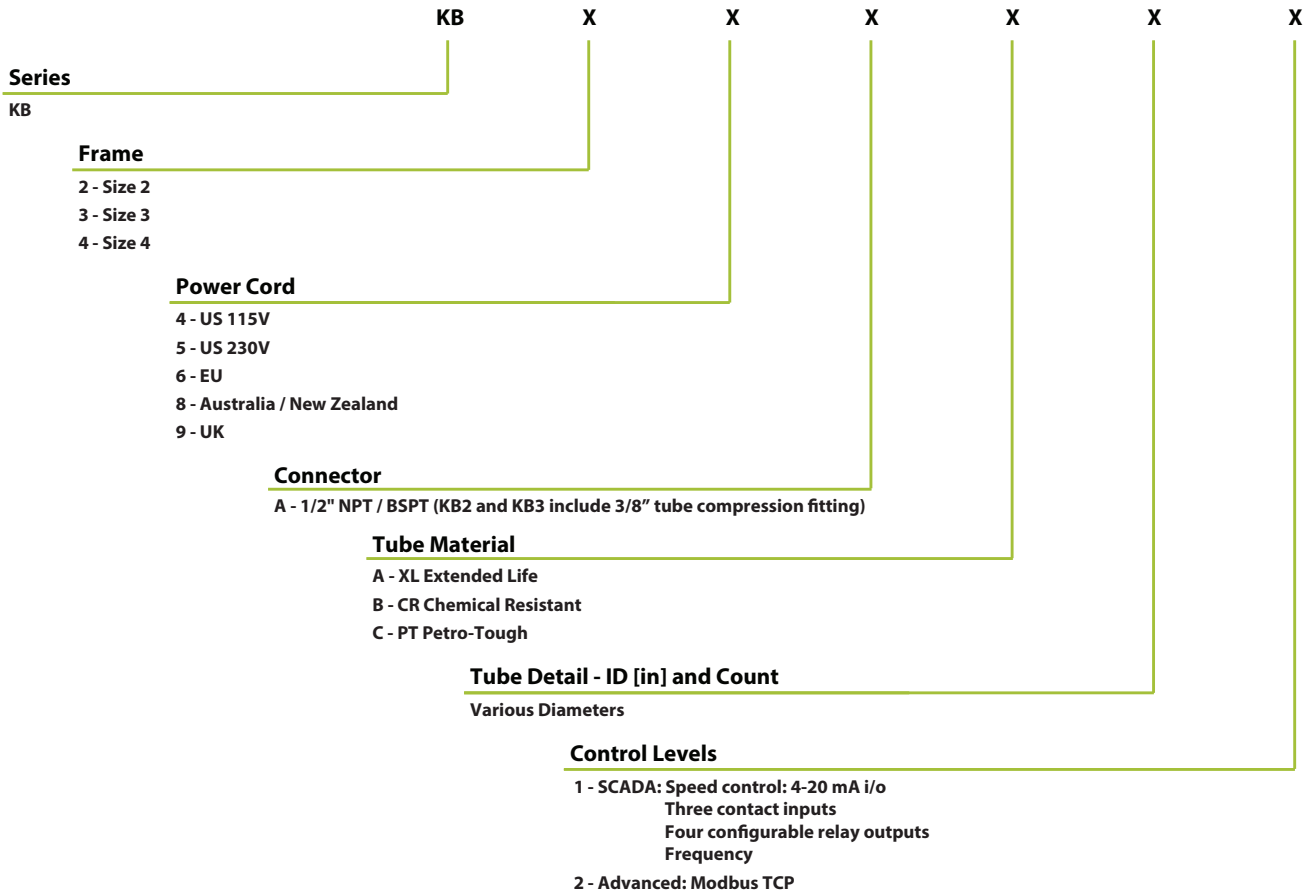 KB X X X X X X
Series
KB
Frame
2 - Size 2
3 - Size 3
4 - Size 4
Power Cord
4 - US 115V
5 - US 230V
6 - EU
8 - Australia / New Zealand
9 - UK
Connector
A - 1/2" NPT / BSPT (KB2 and KB3 include 3/8” tube compression fitting)
Tube Material
A - XL Extended Life
B - CR Chemical Resistant
C - PT Petro-Tough
Tube Detail - ID [in] and Count
Various Diameters
Control Levels
1 - SCADA: Speed control: 4-20 mA i/o
Three contact inputs
Four configurable relay outputs
Frequency
2 - Advanced: Modbus TCP